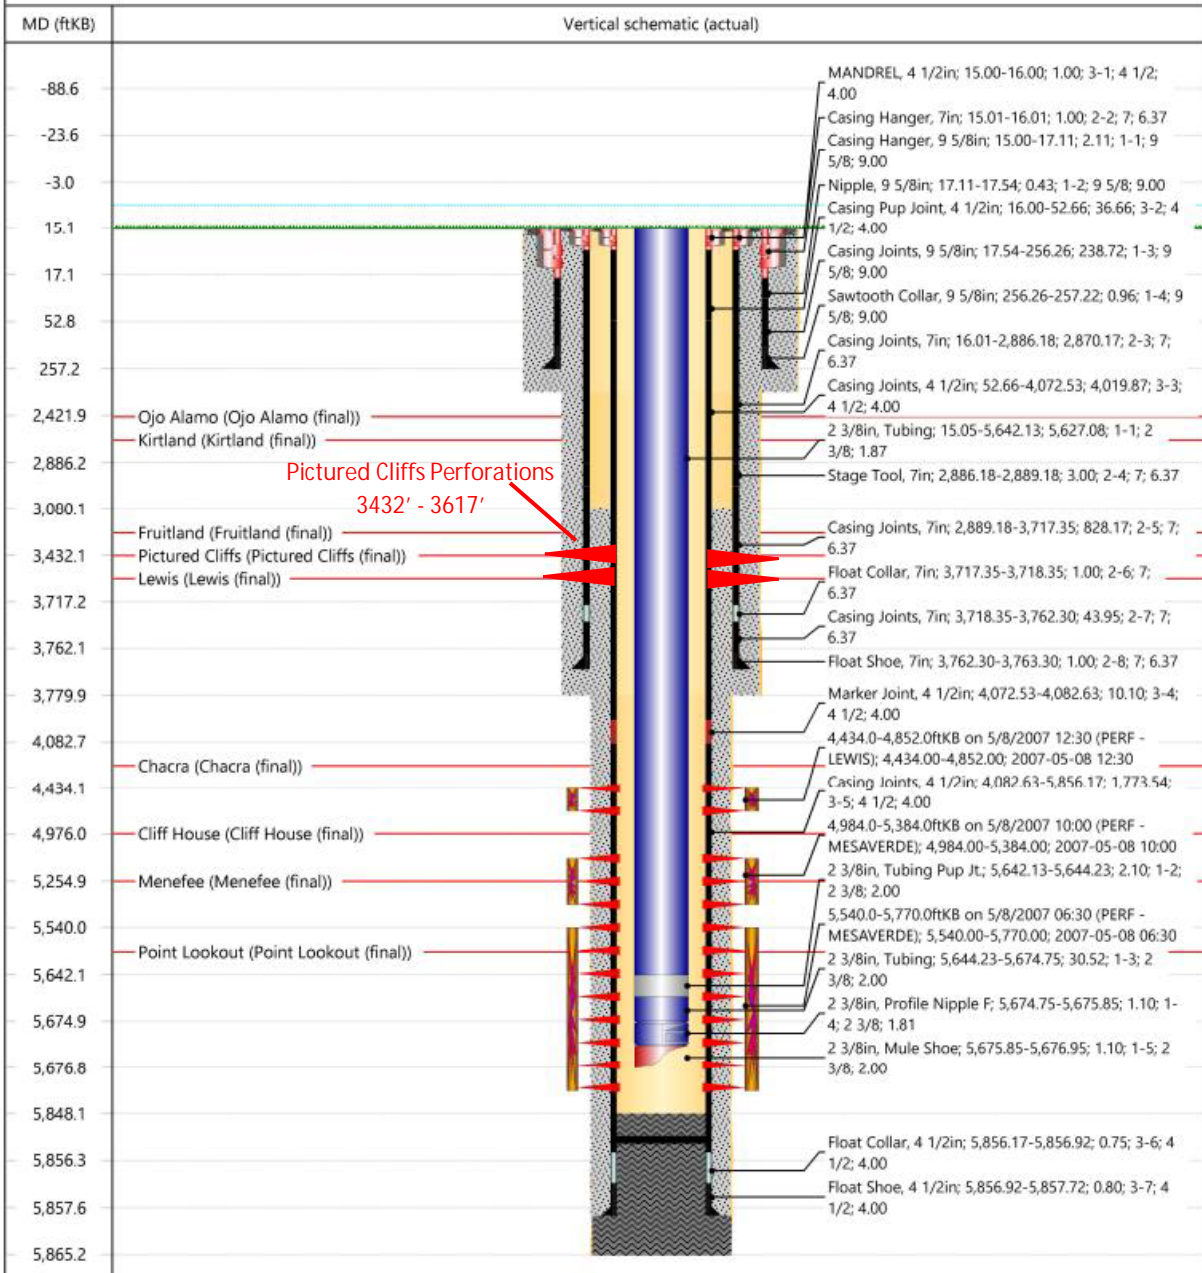 MD (ftKB)
Vertical schematic (actual)
-88.6
-23.6
-3.0
15.1
17.1
52.8
257.2
2,421.9
2,886.2
3,080.1
3,432.1
3,717.2
3,762.1
3,779.9
4,082.7
4,434.1
4,976.0
5,254.9
5,540.0
5,642.1
5,674.9
5,676.8
5,848.1
5,856.3
5,857.6
5,865.2
Ojo Alamo (Ojo Alamo (final))
Kirtland (Kirtland (final))
Pictured Cliffs Perforations
3432' - 3617'
Fruitland (Fruitland (final))
Pictured Cliffs (Pictured Cliffs (final))
Lewis (Lewis (final))
Chacra (Chacra (final))
Cliff House (Cliff House (final))
Menefee (Menefee (final))
Point Lookout (Point Lookout (final))
MANDREL, 4 1/2in; 15.00-16.00; 1.00; 3-1; 4 1/2;
4.00
Casing Hanger, 7in; 15.01-16.01; 1.00; 2-2; 7; 6.37
Casing Hanger, 9 5/8in; 15.00-17.11; 2.11; 1-1; 9
5/8; 9.00
Nipple, 9 5/8in; 17.11-17.54; 0.43; 1-2; 9 5/8; 9.00
Casing Pup Joint, 4 1/2in; 16.00-52.66; 36.66; 3-2; 4
1/2; 4.00
Casing Joints, 9 5/8in; 17.54-256.26; 238.72; 1-3; 9
5/8; 9.00
Sawtooth Collar, 9 5/8in; 256.26-257.22; 0.96; 1-4; 9
5/8; 9.00
Casing Joints, 7in; 16.01-2,886.18; 2,870.17; 2-3; 7;
6.37
Casing Joints, 4 1/2in; 52.66-4,072.53; 4,019.87; 3-3;
4 1/2; 4.00
2 3/8in, Tubing; 15.05-5,642.13; 5,627.08; 1-1; 2
3/8; 1.87
Stage Tool, 7in; 2,886.18-2,889.18; 3.00; 2-4; 7; 6.37
Casing Joints, 7in; 2,889.18-3,717.35; 828.17; 2-5; 7;
6.37
Float Collar, 7in; 3,717.35-3,718.35; 1.00; 2-6; 7;
6.37
Casing Joints, 7in; 3,718.35-3,762.30; 43.95; 2-7; 7;
6.37
Float Shoe, 7in; 3,762.30-3,763.30; 1.00; 2-8; 7; 6.37
Marker Joint, 4 1/2in; 4,072.53-4,082.63; 10.10; 3-4;
4 1/2; 4.00
4,434.0-4,852.0ftKB on 5/8/2007 12:30 (PERF -
LEWIS); 4,434.00-4,852.00; 2007-05-08 12:30
Casing Joints, 4 1/2in; 4,082.63-5,856.17; 1,773.54;
3-5; 4 1/2; 4.00
4,984.0-5,384.0ftKB on 5/8/2007 10:00 (PERF -
MESAVERDE); 4,984.00-5,384.00; 2007-05-08 10:00
2 3/8in, Tubing Pup Jt.; 5,642.13-5,644.23; 2.10; 1-2;
2 3/8; 2.00
5,540.0-5,770.0ftKB on 5/8/2007 06:30 (PERF -
MESAVERDE); 5,540.00-5,770.00; 2007-05-08 06:30
2 3/8in, Tubing; 5,644.23-5,674.75; 30.52; 1-3; 2
3/8; 2.00
2 3/8in, Profile Nipple F; 5,674.75-5,675.85; 1.10; 1-
4; 2 3/8; 1.81
2 3/8in, Mule Shoe; 5,675.85-5,676.95; 1.10; 1-5; 2
3/8; 2.00
Float Collar, 4 1/2in; 5,856.17-5,856.92; 0.75; 3-6; 4
1/2; 4.00
Float Shoe, 4 1/2in; 5,856.92-5,857.72; 0.80; 3-7; 4
1/2; 4.00